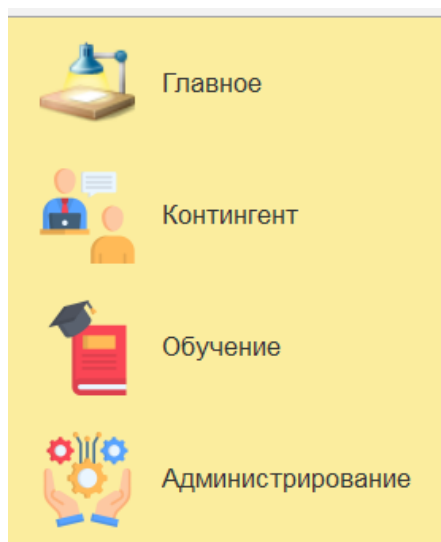 Главное
Контингент
Обучение
Администрирование